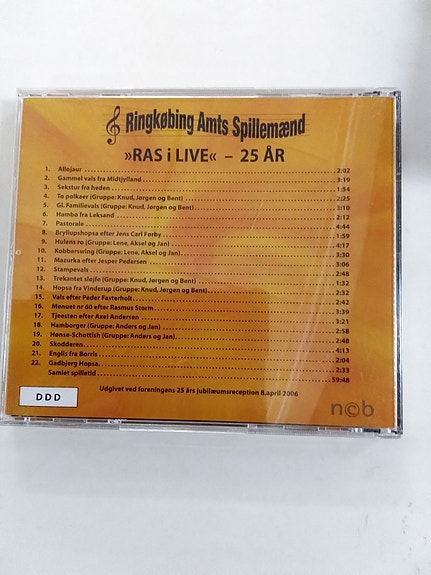 Ringkøbing Amts Spillemænd
»RAS i LIVE« – 25 ÅR
1. Allejaur 2:02
2. Gammel vals fra Midtjylland 3:19
3. Sekstur fra heden 1:54
4. To polkaer (Gruppe: Knud, Jørgen og Bent) 2:25
5. Gl. Familievals (Gruppe: Knud, Jørgen og Bent) 3:10
6. Hambo fra Leksand 2:12
7. Pastorale 4:44
8. Bryllupshopsa efter Jens Carl Førby 1:59
9. Hulens ro (Gruppe: Lene, Aksel og Jan) 4:17
10. Kobberswing (Gruppe: Lene, Aksel og Jan) 3:30
11. Mazurka efter Jesper Pedersen 3:06
12. Stampevals 2:48
13. Trekantet sløjfe (Gruppe: Knud, Jørgen og Bent) 1:32
14. Hopsa fra Vinderup (Gruppe: Knud, Jørgen og Bent) 2:32
15. Vals efter Peder Fasterholt 2:42
16. Menuet nr 60 efter Rasmus Storm 3:39
17. Tjeesten efter Axel Andersen 3:21
18. Hamborger (Gruppe: Anders og Jan) 2:58
19. Hønse-Schottish (Gruppe: Anders og Jan) 2:48
20. Skodderen 4:13
21. Englis fra Borris 2:04
22. Gadbjerg Hopsa 2:33
Samlet spilletid 59:48
Udgivet ved foreningens 25 års jubilæumsreception 8.april 2006
DDD
ncb